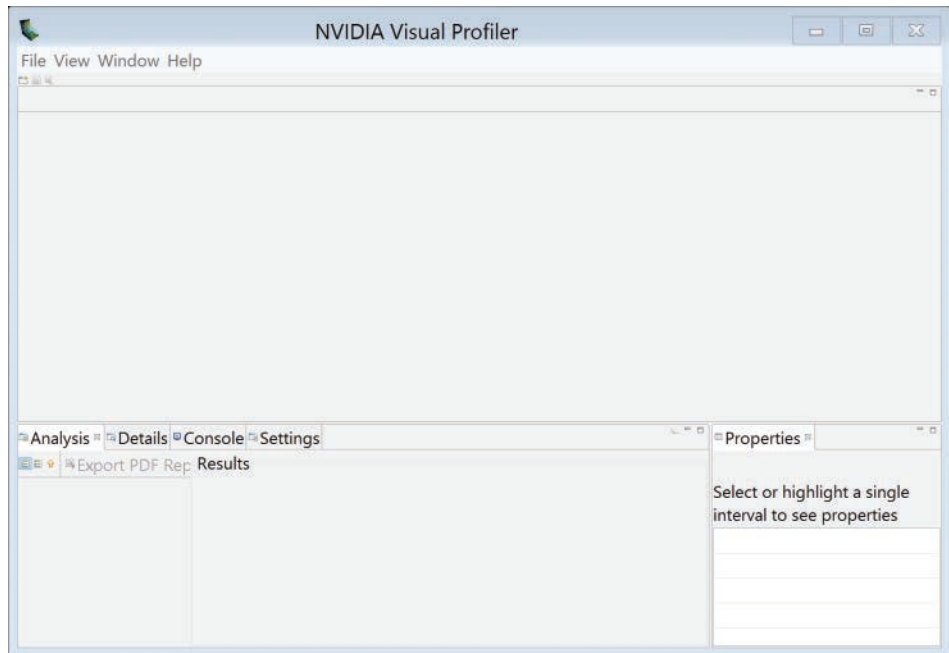 NVIDIA Visual Profiler
File View Window Help
Analysis Details Console Settings
Export PDF Rep
Results
Properties
Select or highlight a single
interval to see properties